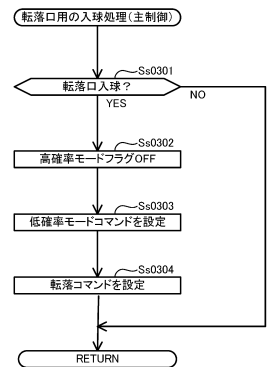 転落口用の入球処理(主制御)
Ss0301
転落口入球？
NO
YES
Ss0302
高確率モードフラグOFF
Ss0303
低確率モードコマンドを設定
Ss0304
転落コマンドを設定
RETURN